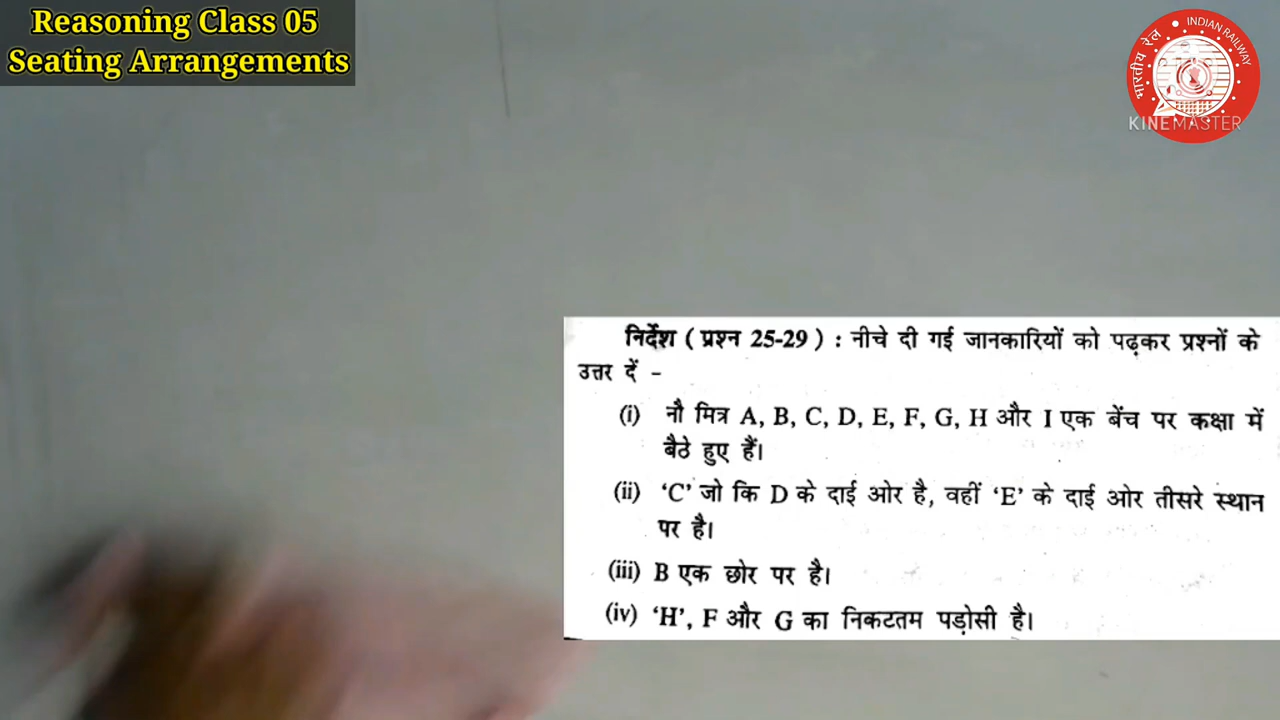 Reasoning Class 05
Seating Arrangements
भारतीय रेल
INDIAN RAILWAY
KINEMASTER
निर्देश ( प्रश्न 25-29 ) : नीचे दी गई जानकारियों को पढ़कर प्रश्नों के
उत्तर दें -
(i) नौ मित्र A, B, C, D, E, F, G, H और I एक बेंच पर कक्षा में
बैठे हुए हैं।
(ii) ‘C’ जो कि D के दाई ओर है, वहीं ‘E’ के दाई ओर तीसरे स्थान
पर है।
(iii) B एक छोर पर है।
(iv) ‘H’, F और G का निकटतम पड़ोसी है।